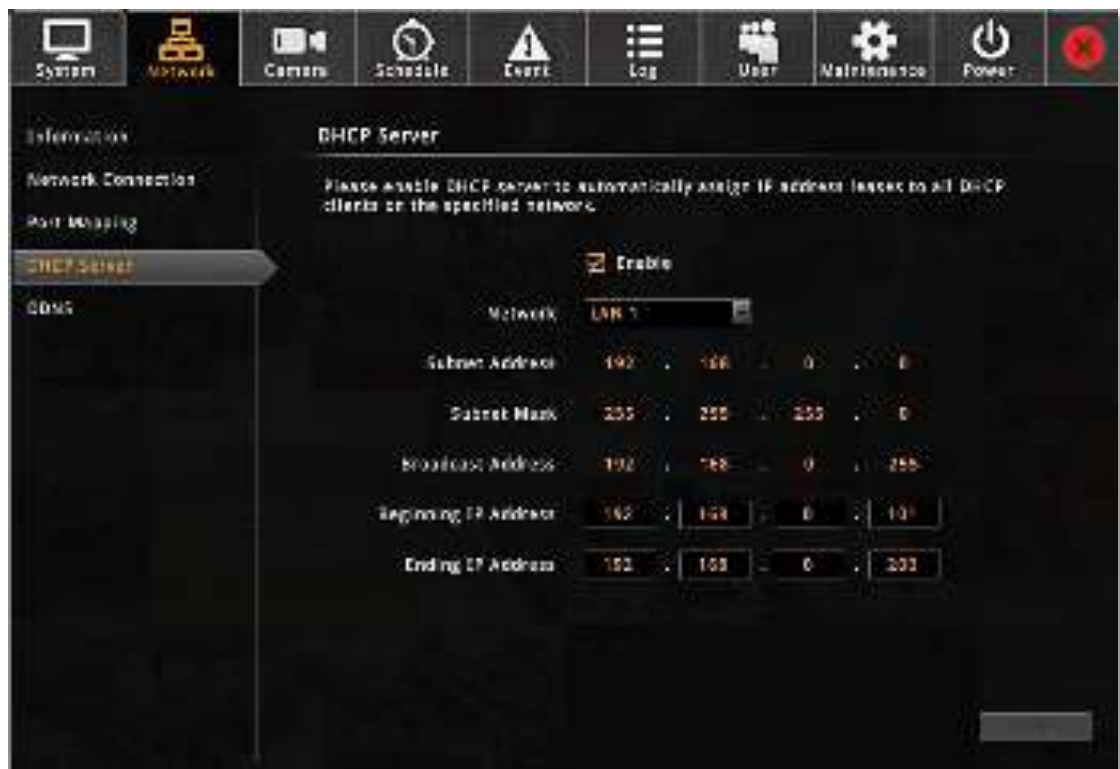 System Network Camera Schedule Event Log User Maintenance Power
Information
Network Connection
Port Mapping
DHCP Server
DDNS
DHCP Server
Please enable DHCP server to automatically assign IP address leases to all DHCP
clients on the specified network.
Enable
Network LAN 1
Subnet Address 192 . 168 . 0 . 0
Subnet Mask 255 . 255 . 255 . 0
Broadcast Address 192 . 168 . 0 . 255
Beginning IP Address 192 . 168 . 0 . 101
Ending IP Address 192 . 168 . 0